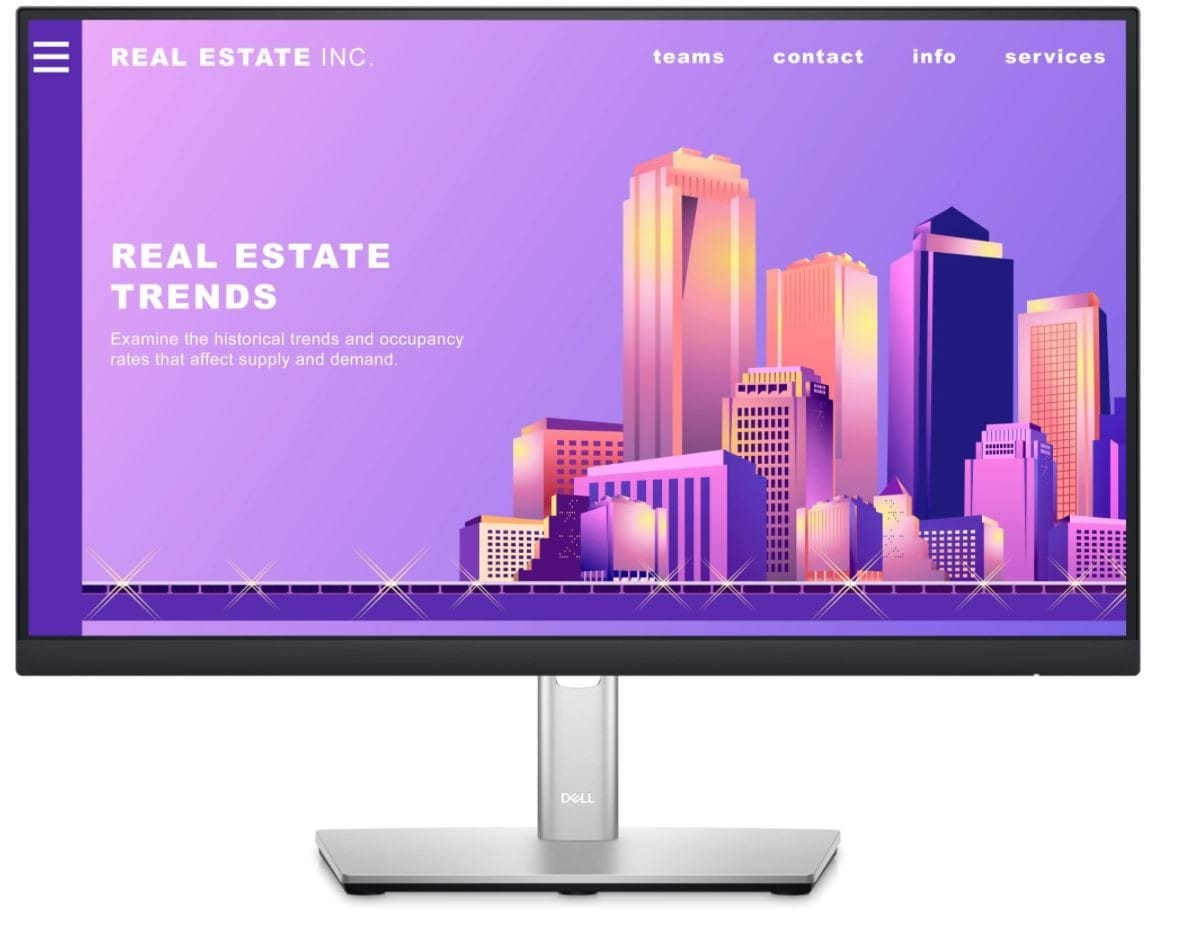 REAL ESTATE INC.
teams contact info services
REAL ESTATE
TRENDS
Examine the historical trends and occupancy
rates that affect supply and demand.
DELL